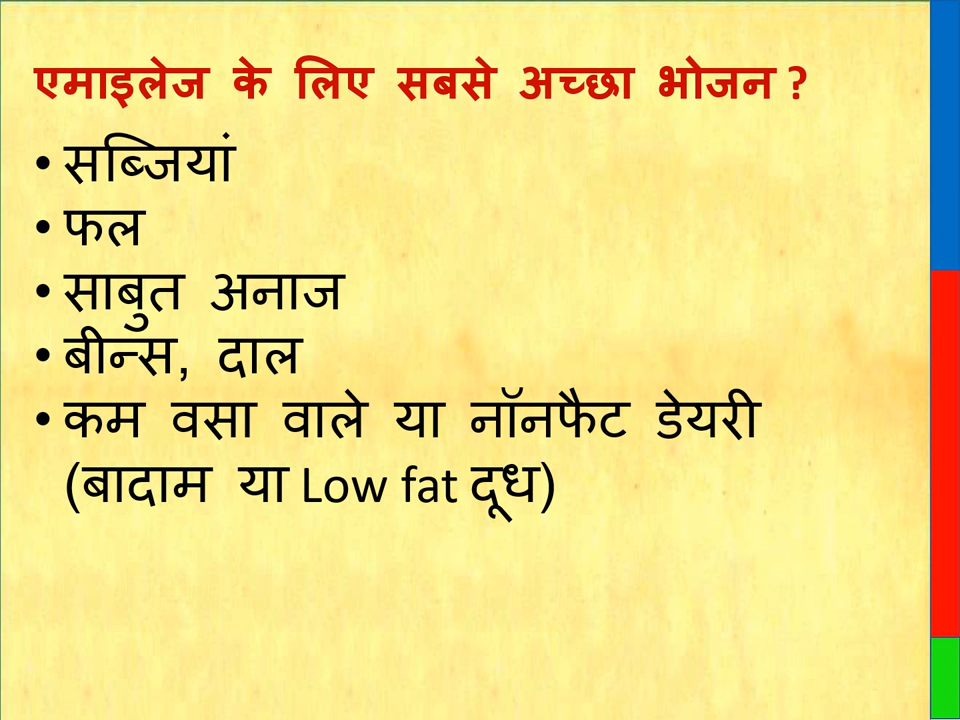 एमाइलेज के लिए सबसे अच्छा भोजन ?
• सब्जियां
• फल
• साबुत अनाज
• बीन्स, दाल
• कम वसा वाले या नॉनफैट डेयरी
(बादाम या Low fat दूध)